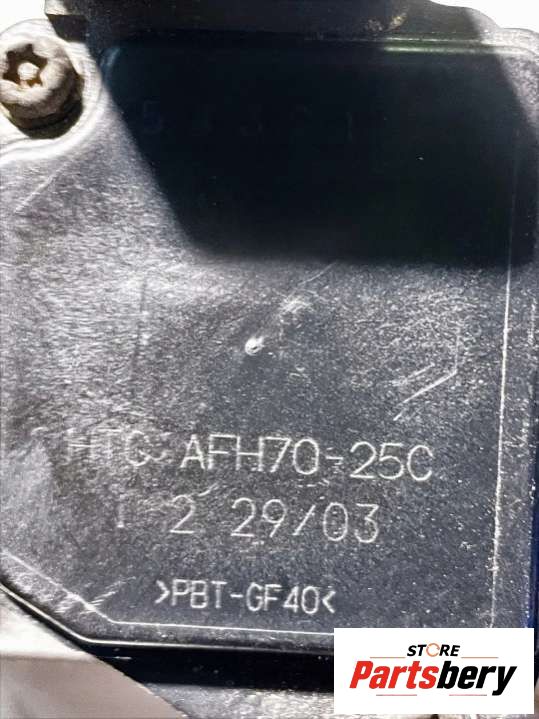 HTC AFH70-25C
1 2 29/03
>PBT-GF40<
STORE
Partsbery